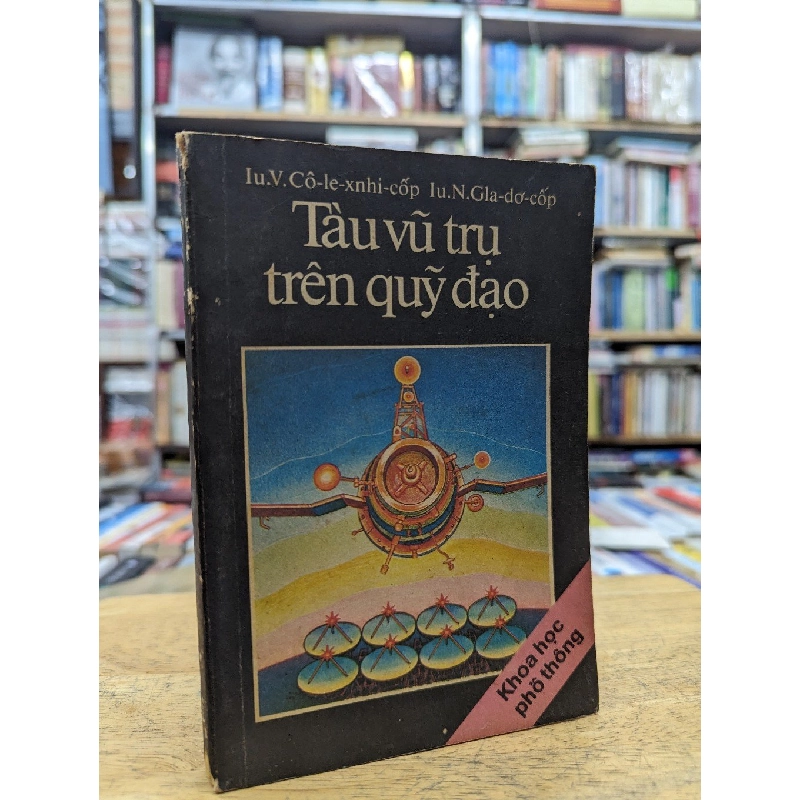 Iu.V.Cô-le-xnhi-cốp Iu.N.Gla-dơ-cốp
Tàu vũ trụ
trên quỹ đạo
Khoa học
phổ thông